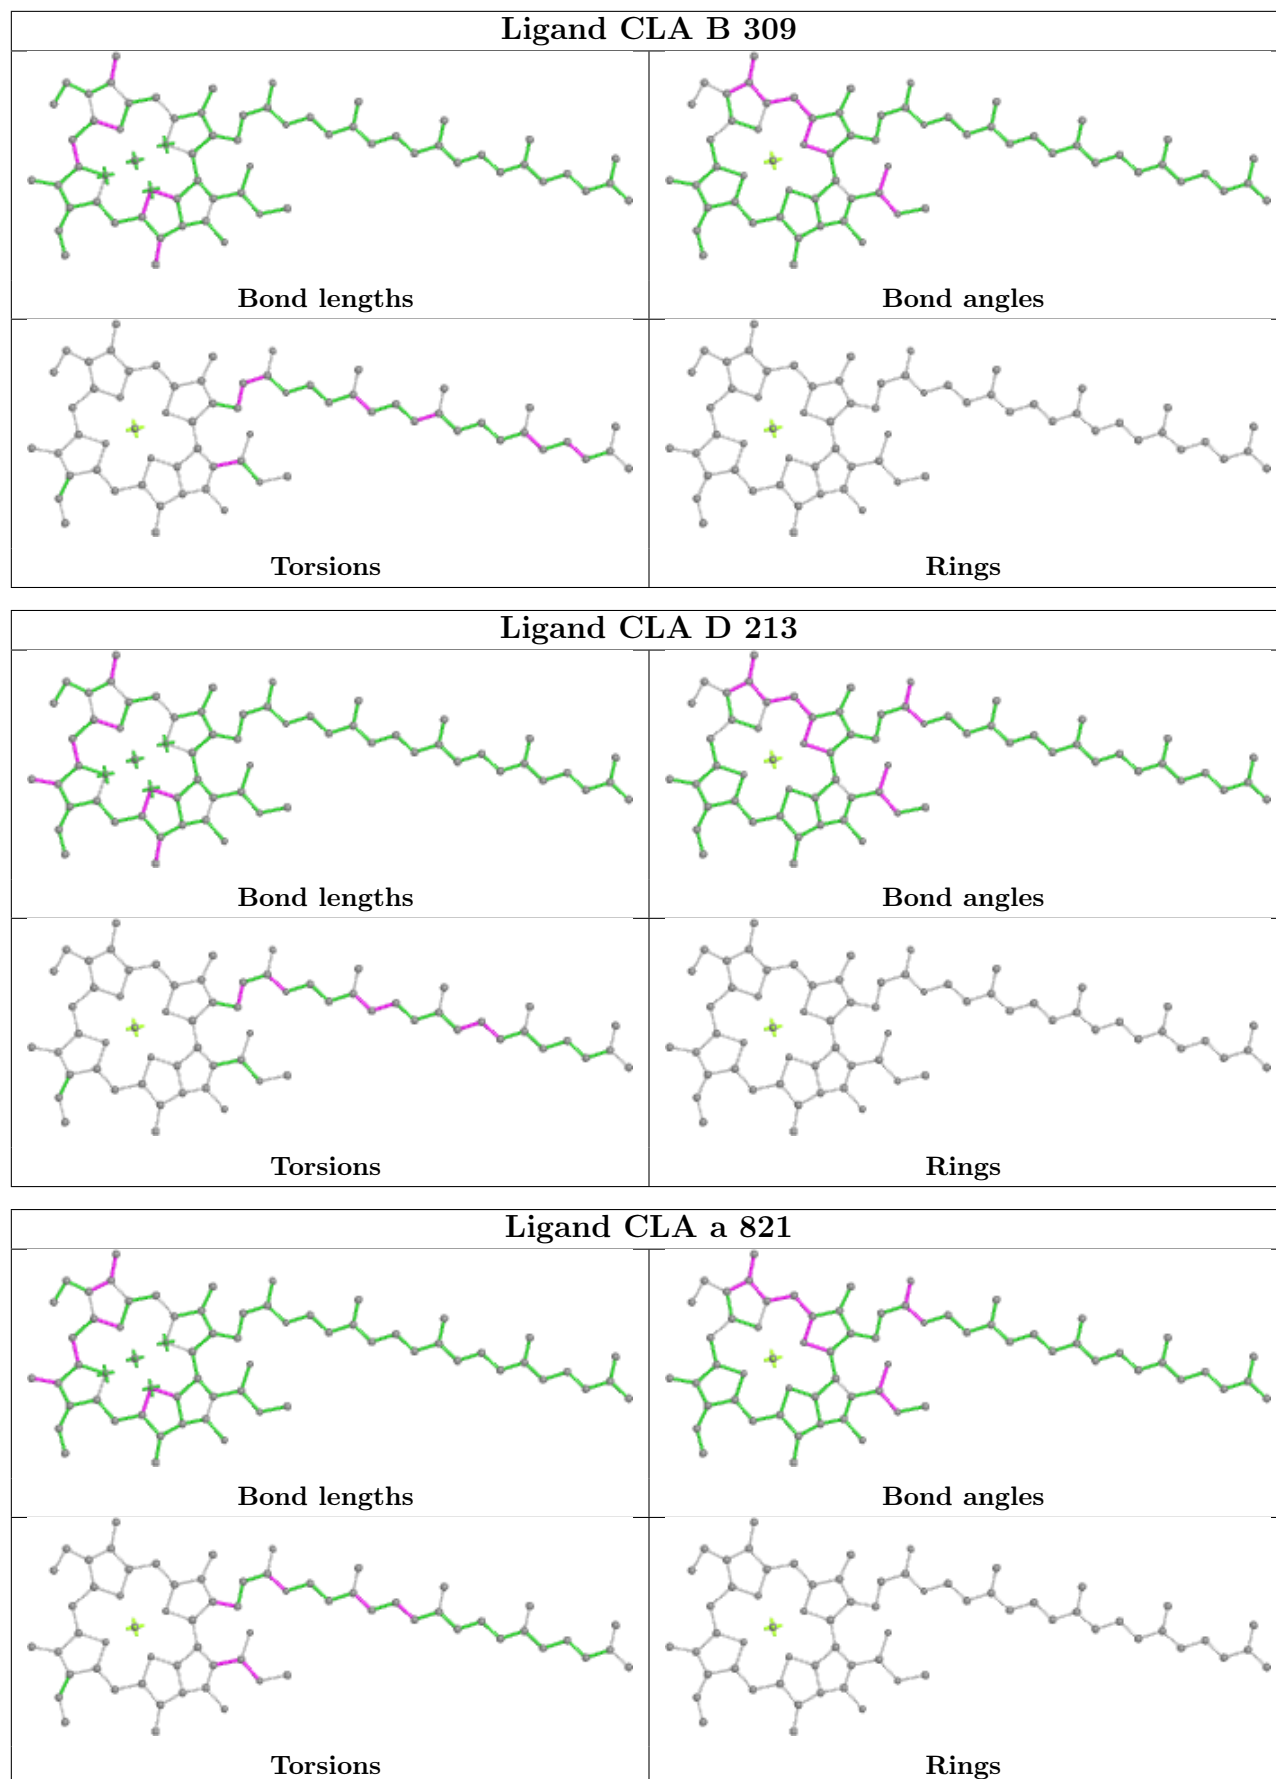 Ligand CLA B 309
Bond lengths
Bond angles
Torsions
Rings
Ligand CLA D 213
Bond lengths
Bond angles
Torsions
Rings
Ligand CLA a 821
Bond lengths
Bond angles
Torsions
Rings